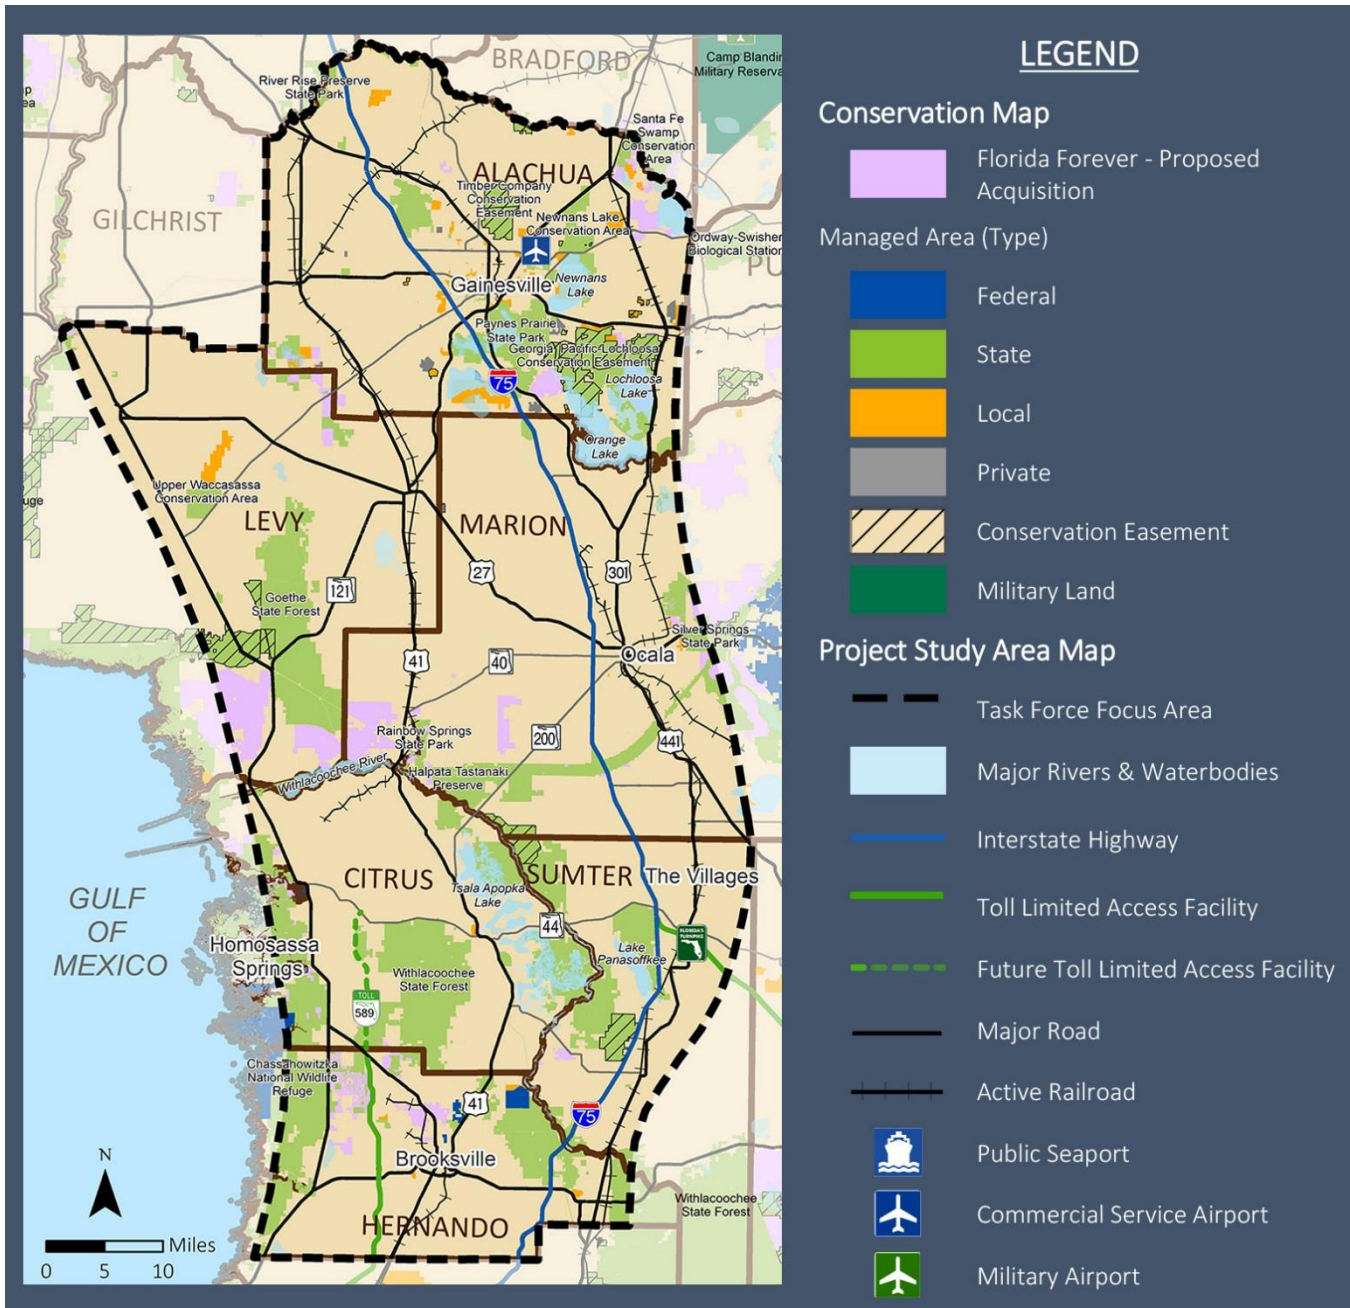 BRADFORD
Camp Blandin
Military Reserva
River Rise Preserve
State Park
p
ea
Santa Fe
Swamp
Conservation
Area
ALACHUA
Timber Company
Conservation
Easement
Newnans Lake
Conservation Area
GILCHRIST
Ordway-Swisher
Biological Station
PU
Gainesville
Newnans
Lake
Paynes Prairie
State Park
Georgia Pacific-Lochloosa
Conservation Easement
Lochloosa
Lake
75
Orange
Lake
Upper Waccasassa
Conservation Area
uge
LEVY
MARION
27
301
121
Goethe
State Forest
Silver Springs
State Park
Ocala
41
40
Rainbow Springs
State Park
200
441
Withlacoochee River
Halpata Tastanaki
Preserve
CITRUS
SUMTER
The Villages
Tsala Apopka
Lake
GULF
OF
MEXICO
44
FLORIDA'S
TURNPIKE
Homosassa
Springs
Lake
Panasoffkee
Withlacoochee
State Forest
TOLL
589
Chassahowitzka
National Wildlife
Refuge
41
75
Brooksville
Withlacoochee
State Forest
HERNANDO
N
Miles
0 5 10
LEGEND
Conservation Map
Florida Forever - Proposed
Acquisition
Managed Area (Type)
Federal
State
Local
Private
Conservation Easement
Military Land
Project Study Area Map
Task Force Focus Area
Major Rivers & Waterbodies
Interstate Highway
Toll Limited Access Facility
Future Toll Limited Access Facility
Major Road
Active Railroad
Public Seaport
Commercial Service Airport
Military Airport